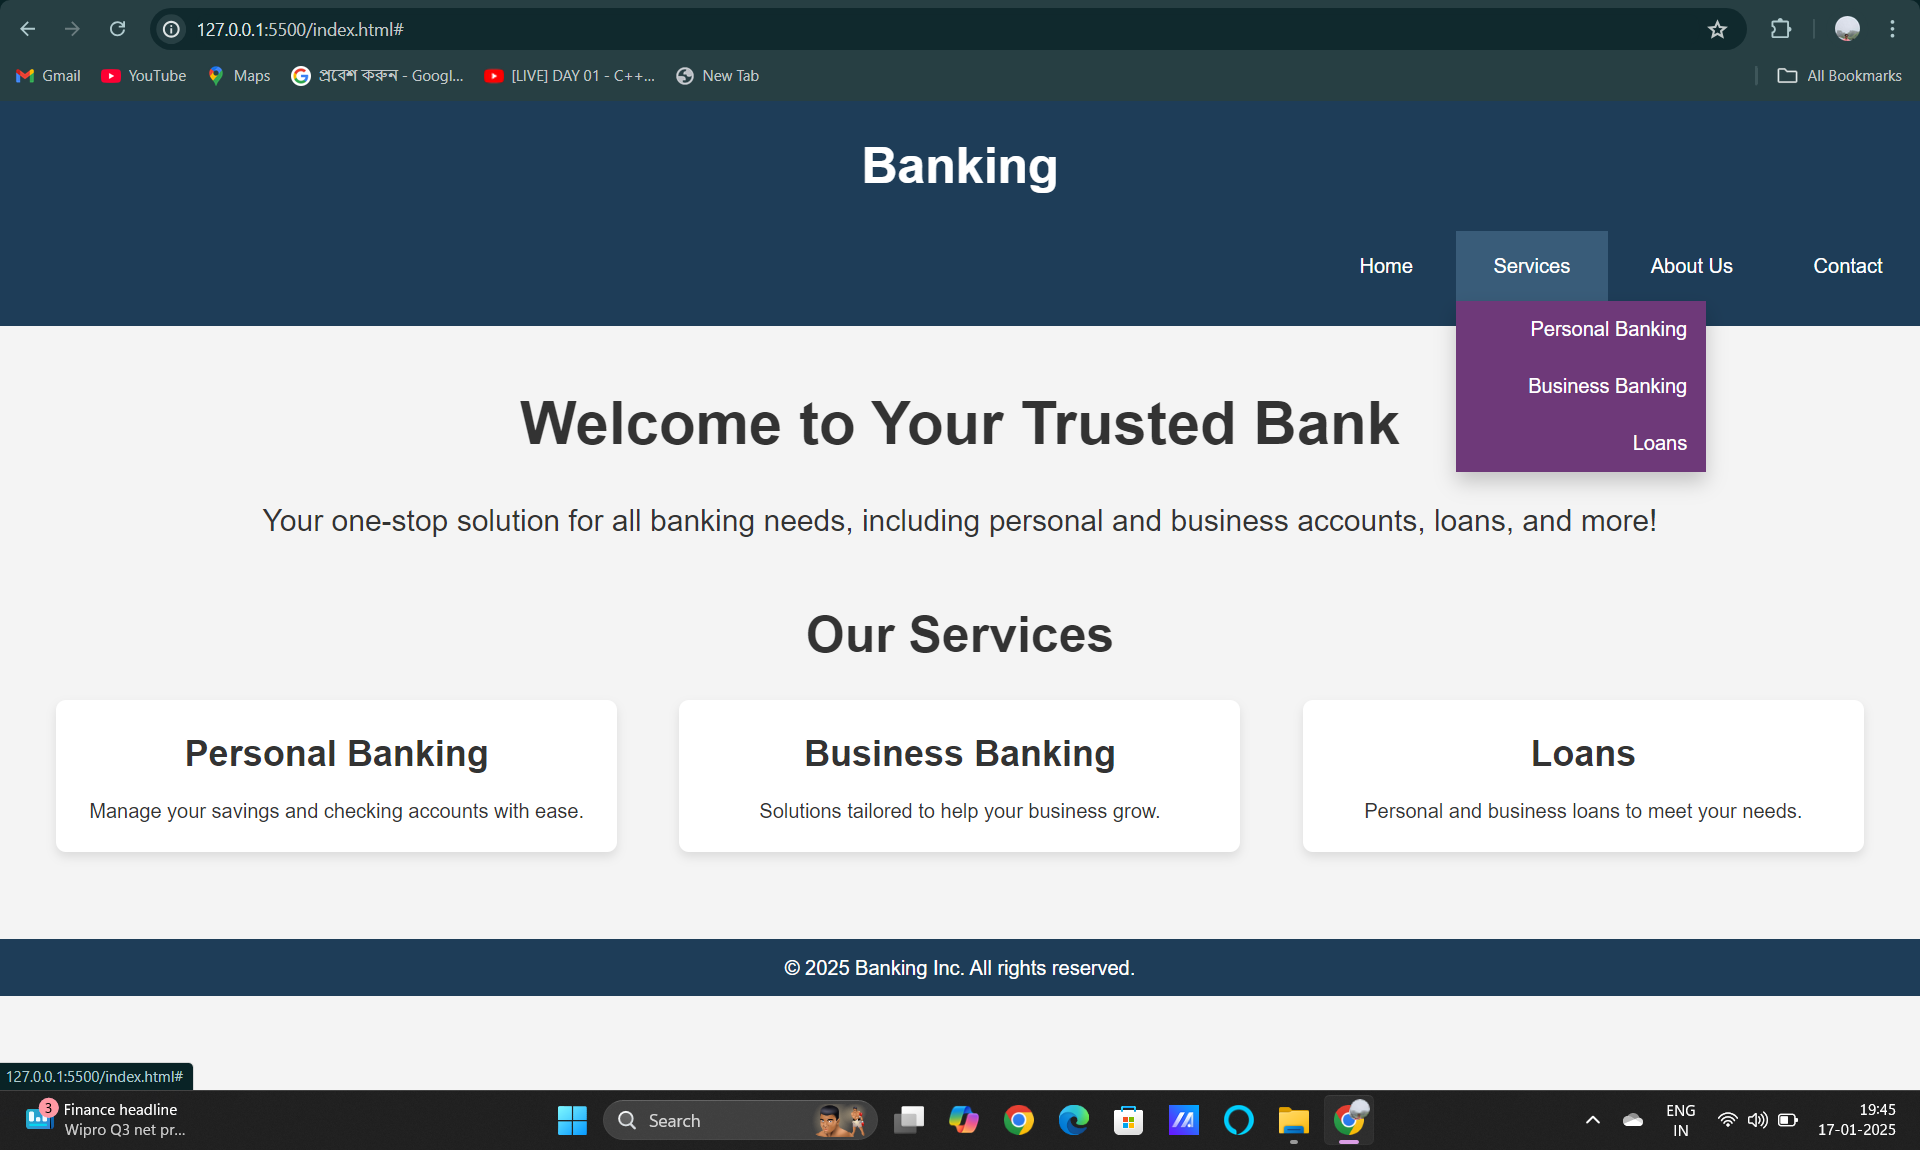 127.0.0.1:5500/index.html#
Gmail YouTube Maps প্রবেশ করুন - Googl... [LIVE] DAY 01 - C++... New Tab All Bookmarks
Banking
Home Services About Us Contact
Personal Banking
Business Banking
Loans
Welcome to Your Trusted Bank
Your one-stop solution for all banking needs, including personal and business accounts, loans, and more!
Our Services
Personal Banking Business Banking Loans
Manage your savings and checking accounts with ease. Solutions tailored to help your business grow. Personal and business loans to meet your needs.
© 2025 Banking Inc. All rights reserved.
127.0.0.1:5500/index.html#
3 Finance headline
Wipro Q3 net pr...
Search
ENG
IN
19:45
17-01-2025